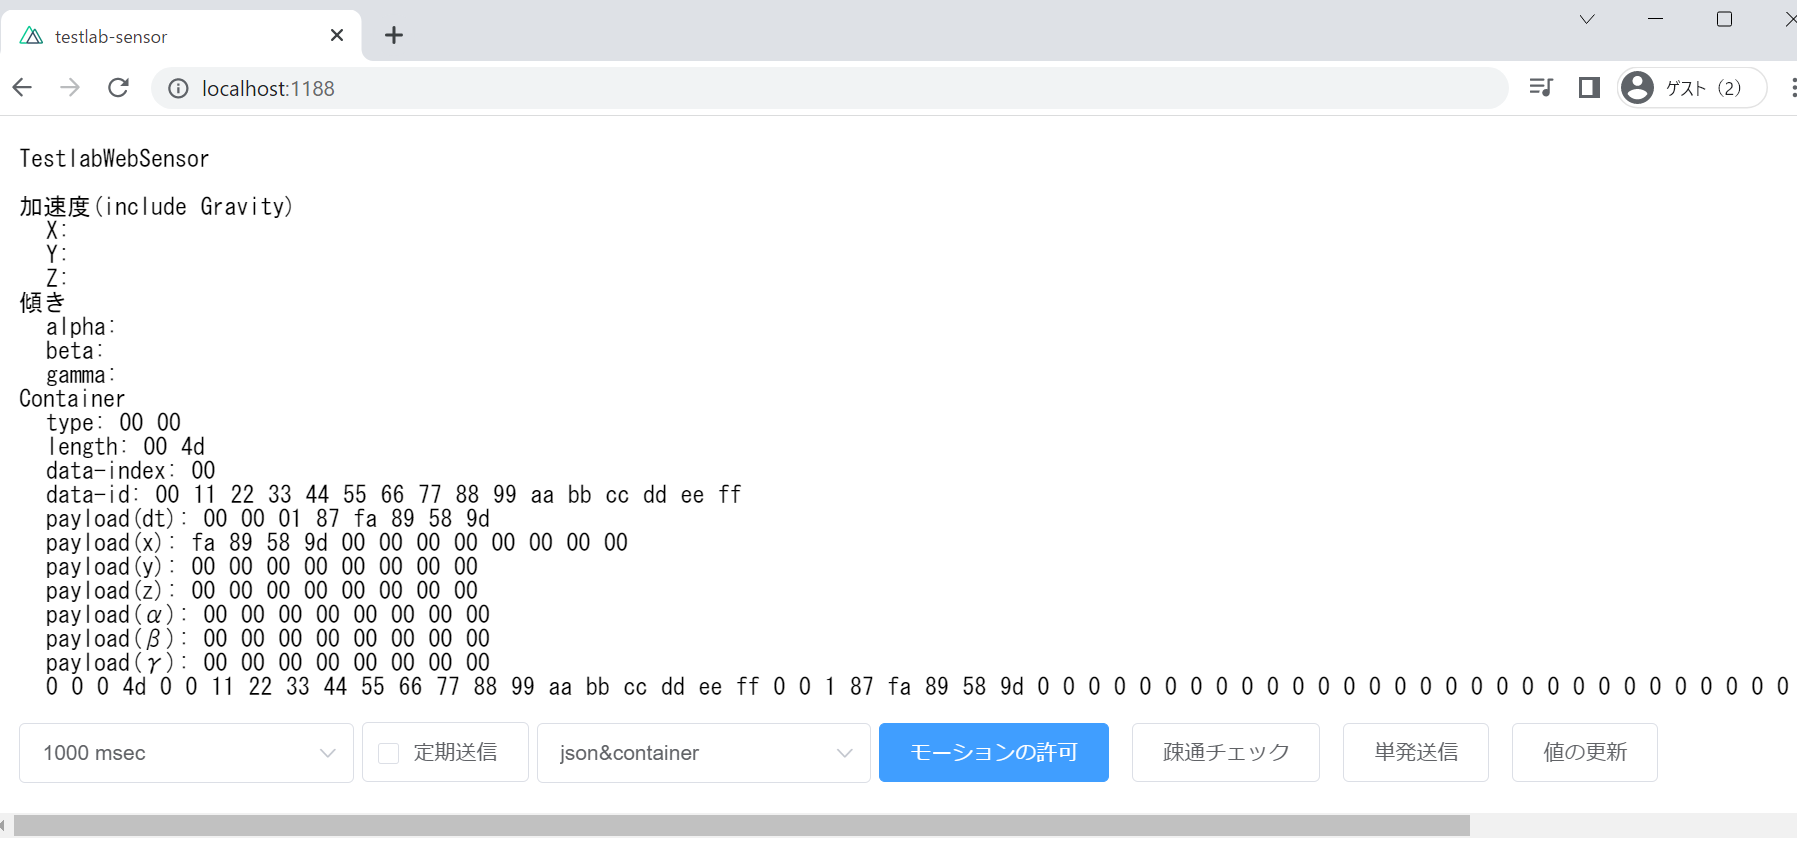 testlab-sensor
localhost:1188
ゲスト (2)
TestlabWebSensor
加速度(include Gravity)
X:
Y:
Z:
傾き
alpha:
beta:
gamma:
Container
type: 00 00
length: 00 4d
data-index: 00
data-id: 00 11 22 33 44 55 66 77 88 99 aa bb cc dd ee ff
payload(dt): 00 00 01 87 fa 89 58 9d
payload(x): fa 89 58 9d 00 00 00 00 00 00 00 00
payload(y): 00 00 00 00 00 00 00 00
payload(z): 00 00 00 00 00 00 00 00
payload(α): 00 00 00 00 00 00 00 00
payload(β): 00 00 00 00 00 00 00 00
payload(γ): 00 00 00 00 00 00 00 00
0 0 0 4d 0 0 11 22 33 44 55 66 77 88 99 aa bb cc dd ee ff 0 0 1 87 fa 89 58 9d 0 0 0 0 0 0 0 0 0 0 0 0 0 0 0 0 0 0 0 0 0 0 0 0 0 0 0 0 0 0
1000 msec 定期送信 json&container モーションの許可 疎通チェック 単発送信 値の更新